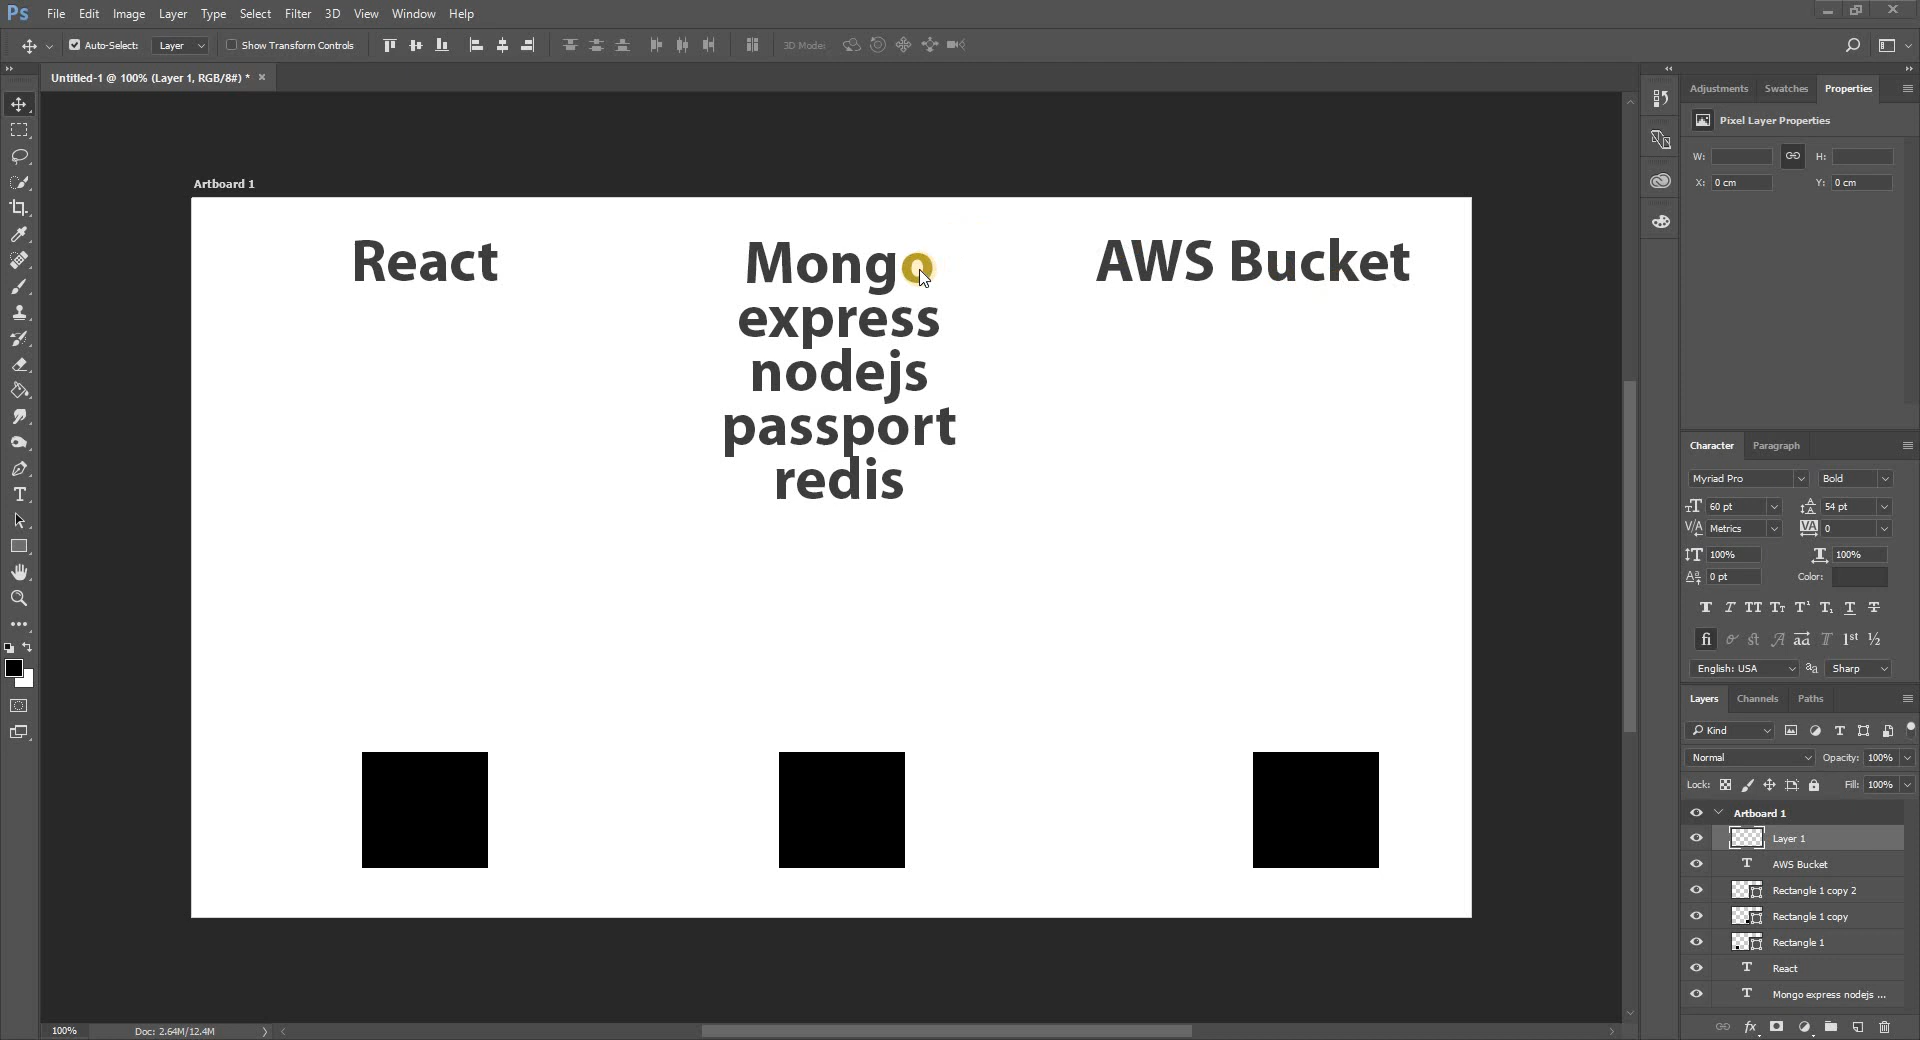 Ps File Edit Image Layer Type Select Filter 3D View Window Help
Auto-Select: Layer Show Transform Controls 3D Mode:
Untitled-1 @ 100% (Layer 1, RGB/8#) * ×
Adjustments Swatches Properties
Pixel Layer Properties
W: H:
X: 0 cm Y: 0 cm
Artboard 1
React
Mongo
express
nodejs
passport
redis
AWS Bucket
Character Paragraph
Myriad Pro Bold
60 pt 54 pt
Metrics 0
100% 100%
0 pt Color:
English: USA Sharp
Layers Channels Paths
Kind
Normal Opacity: 100%
Lock: Fill: 100%
Artboard 1
Layer 1
AWS Bucket
Rectangle 1 copy 2
Rectangle 1 copy
Rectangle 1
React
Mongo express nodejs ...
100% Doc: 2.64M/12.4M